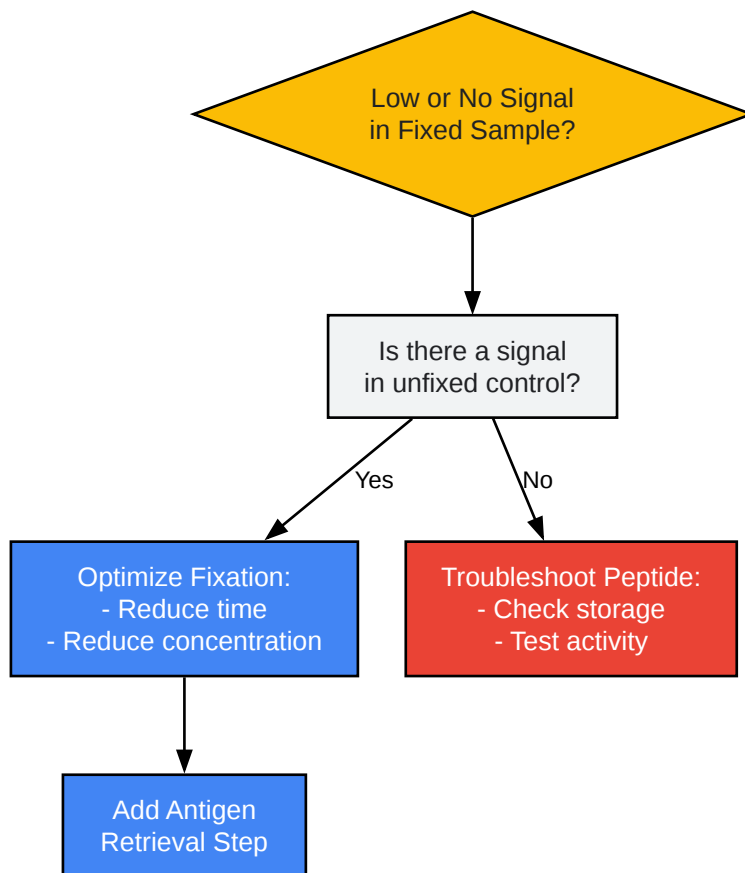 Low or No Signal
in Fixed Sample?
Is there a signal
in unfixed control?
Yes
No
Optimize Fixation:
- Reduce time
- Reduce concentration
Troubleshoot Peptide:
- Check storage
- Test activity
Add Antigen
Retrieval Step